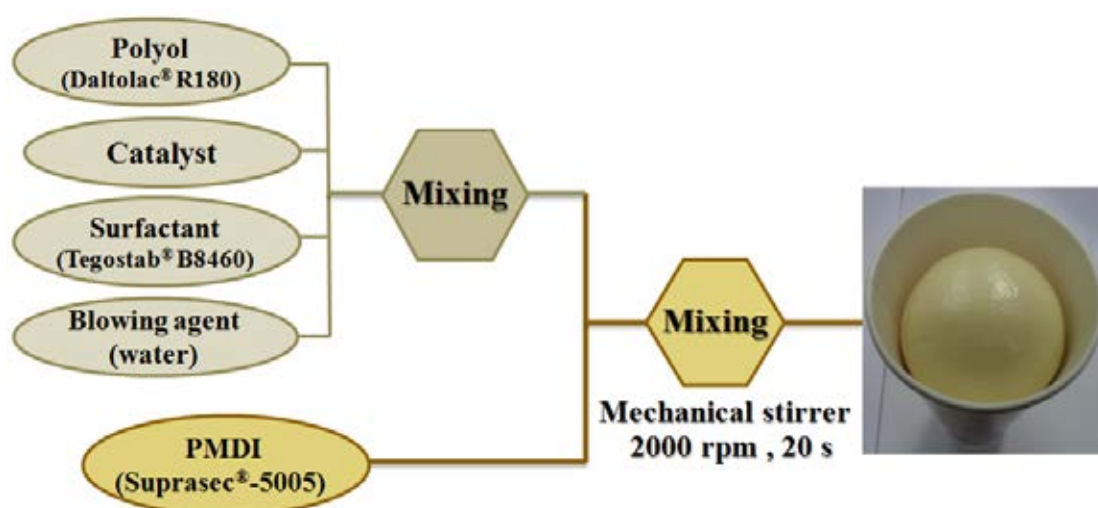 Polyol
(Daltolac® R180)
Catalyst
Surfactant
(Tegostab® B8460)
Blowing agent
(water)
Mixing
PMDI
(Suprasec®-5005)
Mixing
Mechanical stirrer
2000 rpm , 20 s